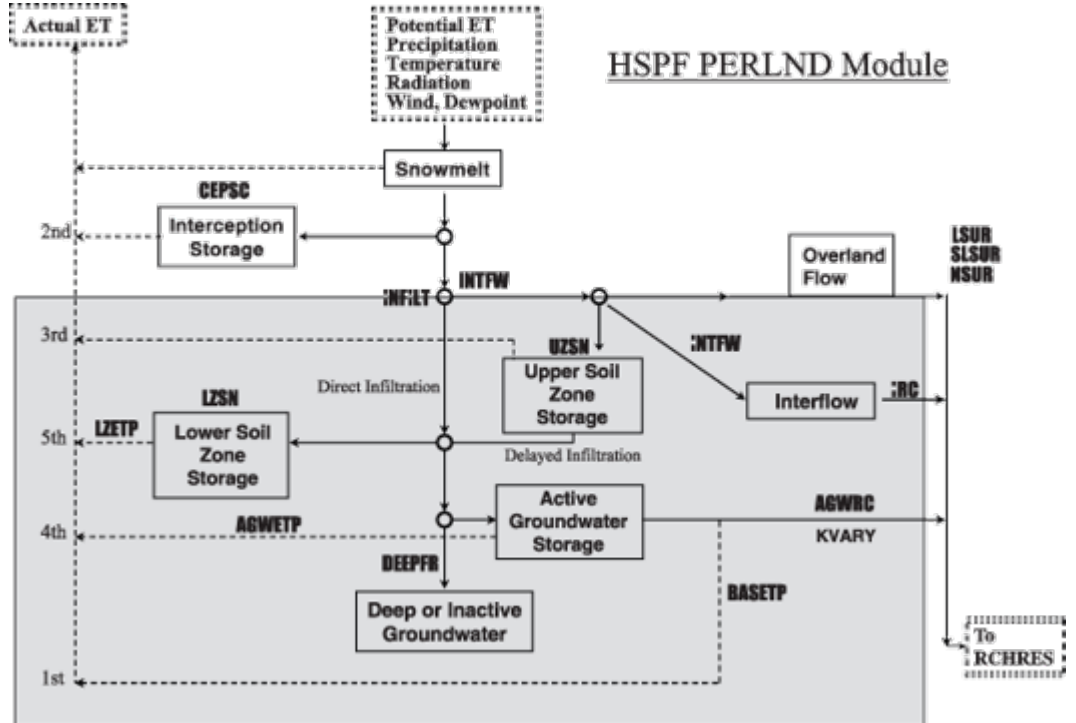 Actual ET
Potential ET
Precipitation
Temperature
Radiation
Wind, Dewpoint
HSPF PERLND Module
Snowmelt
CEPSC
2nd
Interception
Storage
LSUR
SLSUR
NSUR
Overland
Flow
INTFW
INFILT
3rd
UZSN
INTFW
Upper Soil
Zone
Storage
Direct Infiltration
LZSN
Interflow
IRC
5th
LZETP
Lower Soil
Zone
Storage
Delayed Infiltration
4th
AGWETP
Active
Groundwater
Storage
AGWRC
KVARY
DEEPFR
BASETP
Deep or Inactive
Groundwater
To
RCHRES
1st